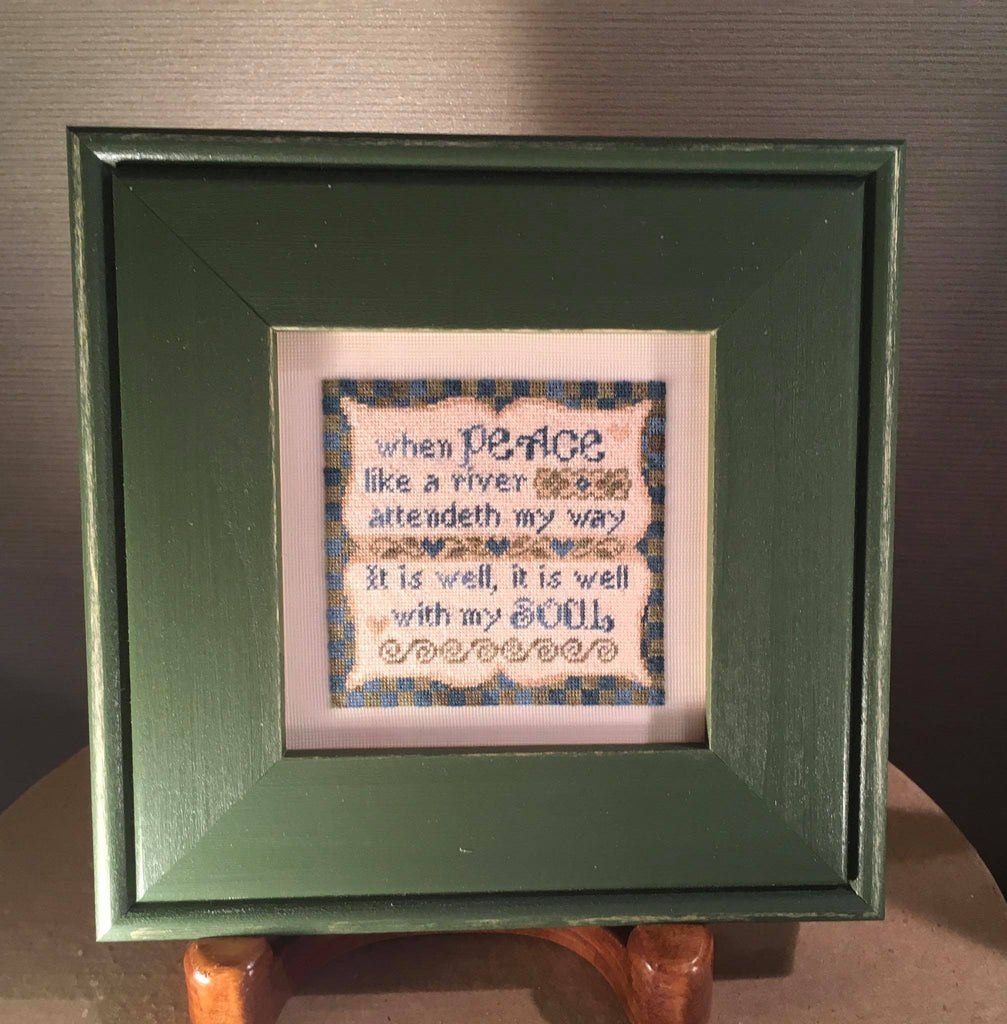 when PEACE
like a river
attendeth my way
It is well, it is well
with my SOUL